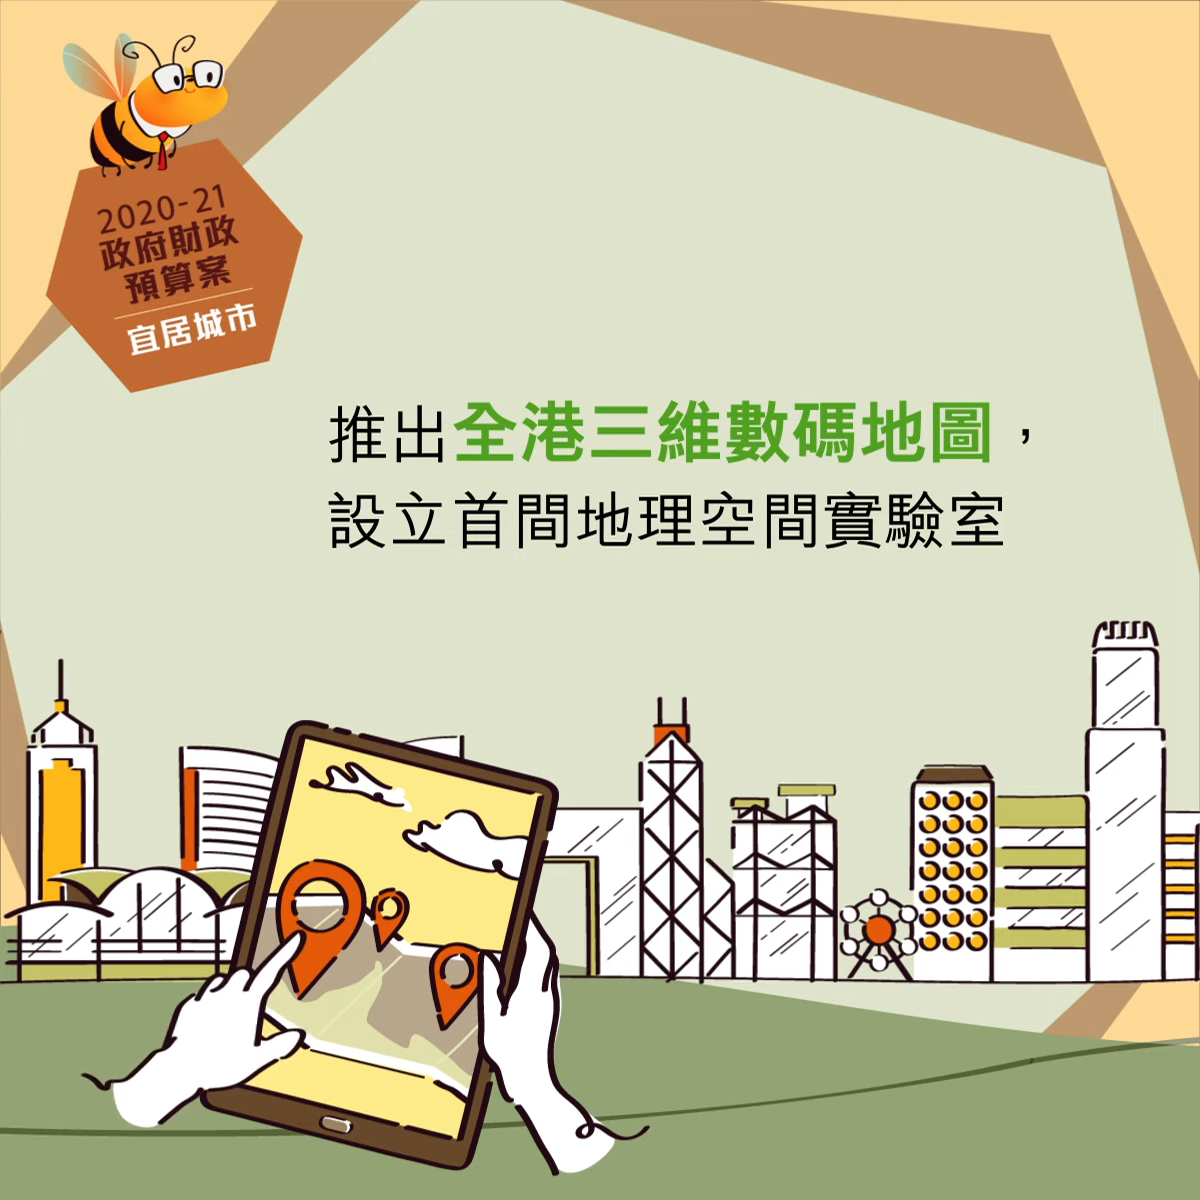 2020-21
政府財政
預算案
宜居城市
推出全港三維數碼地圖，
設立首間地理空間實驗室